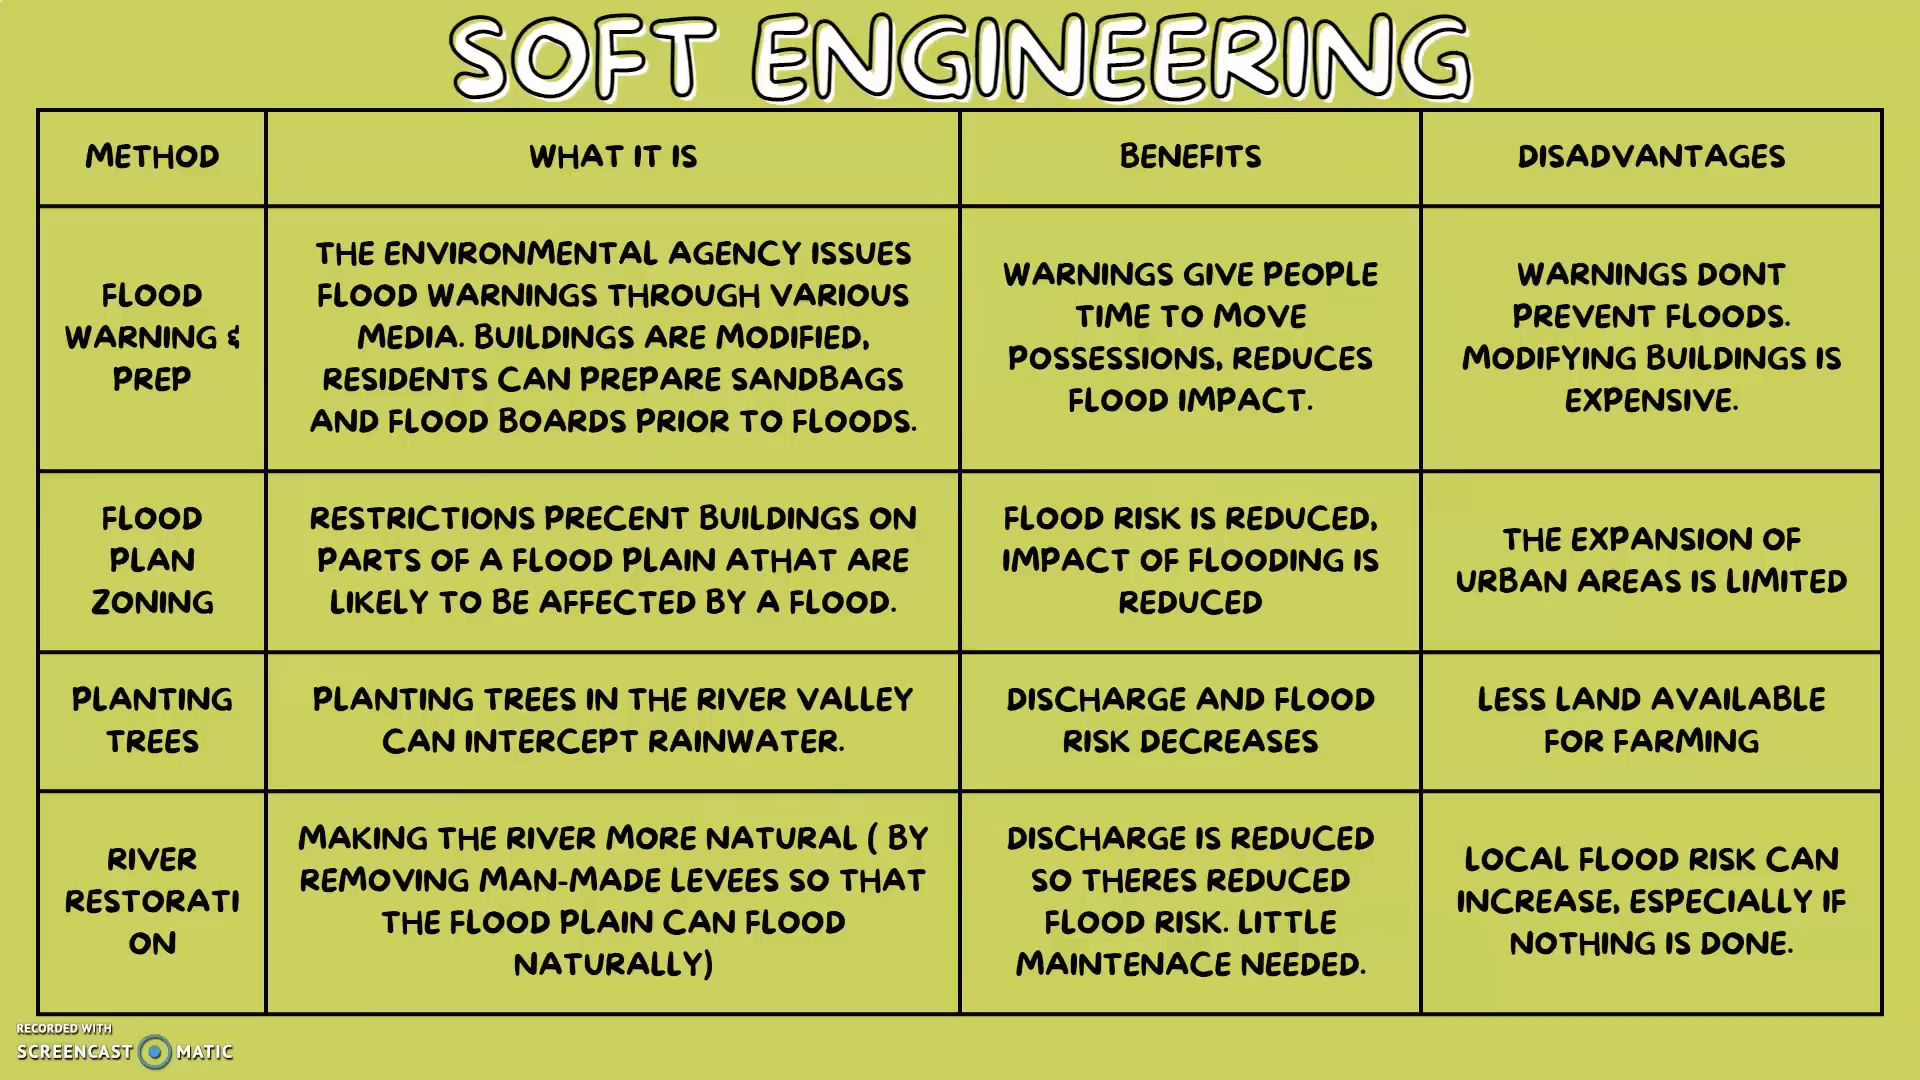 SOFT ENGINEERING
METHOD
WHAT IT IS
BENEFITS
DISADVANTAGES
FLOOD
WARNING &
PREP
THE ENVIRONMENTAL AGENCY ISSUES
FLOOD WARNINGS THROUGH VARIOUS
MEDIA. BUILDINGS ARE MODIFIED,
RESIDENTS CAN PREPARE SANDBAGS
AND FLOOD BOARDS PRIOR TO FLOODS.
WARNINGS GIVE PEOPLE
TIME TO MOVE
POSSESSIONS, REDUCES
FLOOD IMPACT.
WARNINGS DONT
PREVENT FLOODS.
MODIFYING BUILDINGS IS
EXPENSIVE.
FLOOD
PLAN
ZONING
RESTRICTIONS PRECENT BUILDINGS ON
PARTS OF A FLOOD PLAIN ATHAT ARE
LIKELY TO BE AFFECTED BY A FLOOD.
FLOOD RISK IS REDUCED,
IMPACT OF FLOODING IS
REDUCED
THE EXPANSION OF
URBAN AREAS IS LIMITED
PLANTING
TREES
PLANTING TREES IN THE RIVER VALLEY
CAN INTERCEPT RAINWATER.
DISCHARGE AND FLOOD
RISK DECREASES
LESS LAND AVAILABLE
FOR FARMING
RIVER
RESTORATI
ON
MAKING THE RIVER MORE NATURAL ( BY
REMOVING MAN-MADE LEVEES SO THAT
THE FLOOD PLAIN CAN FLOOD
NATURALLY)
DISCHARGE IS REDUCED
SO THERES REDUCED
FLOOD RISK. LITTLE
MAINTENACE NEEDED.
LOCAL FLOOD RISK CAN
INCREASE, ESPECIALLY IF
NOTHING IS DONE.
RECORDED WITH
SCREENCAST MATIC